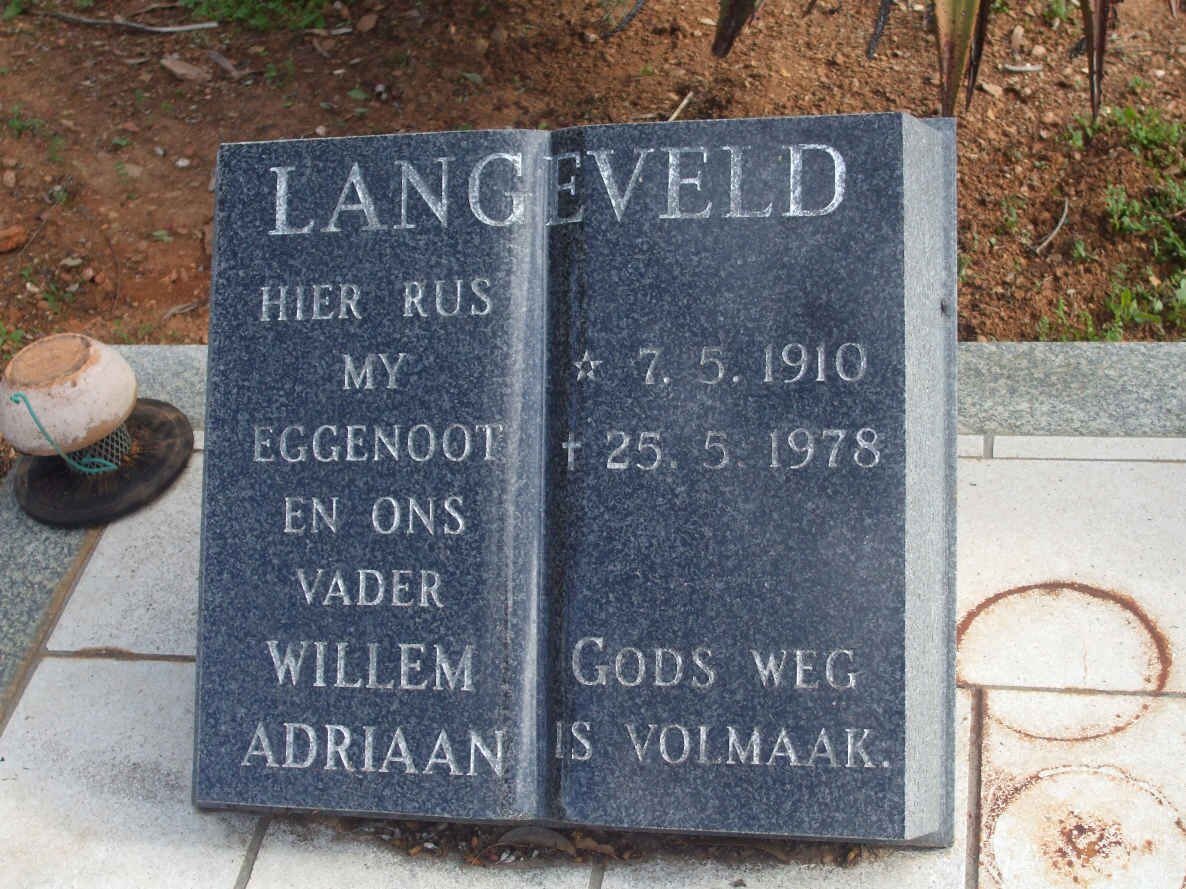 LANGEVELD
HIER RUS
MY
EGGENOOT
EN ONS
VADER
WILLEM
ADRIAAN
☆ 7. 5. 1910
† 25. 5. 1978
GODS WEG
IS VOLMAAK.